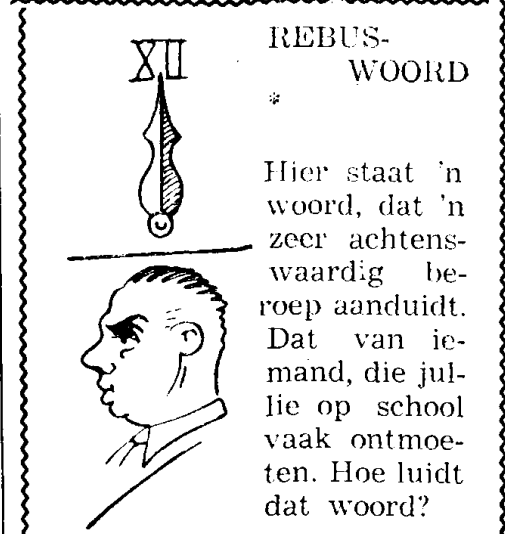 XII
REBUS-
WOORD
*
Hier staat 'n
woord, dat 'n
zeer achtens-
waardig be-
roep aanduidt.
Dat van ie-
mand, die jul-
lie op school
vaak ontmoe-
ten. Hoe luidt
dat woord?